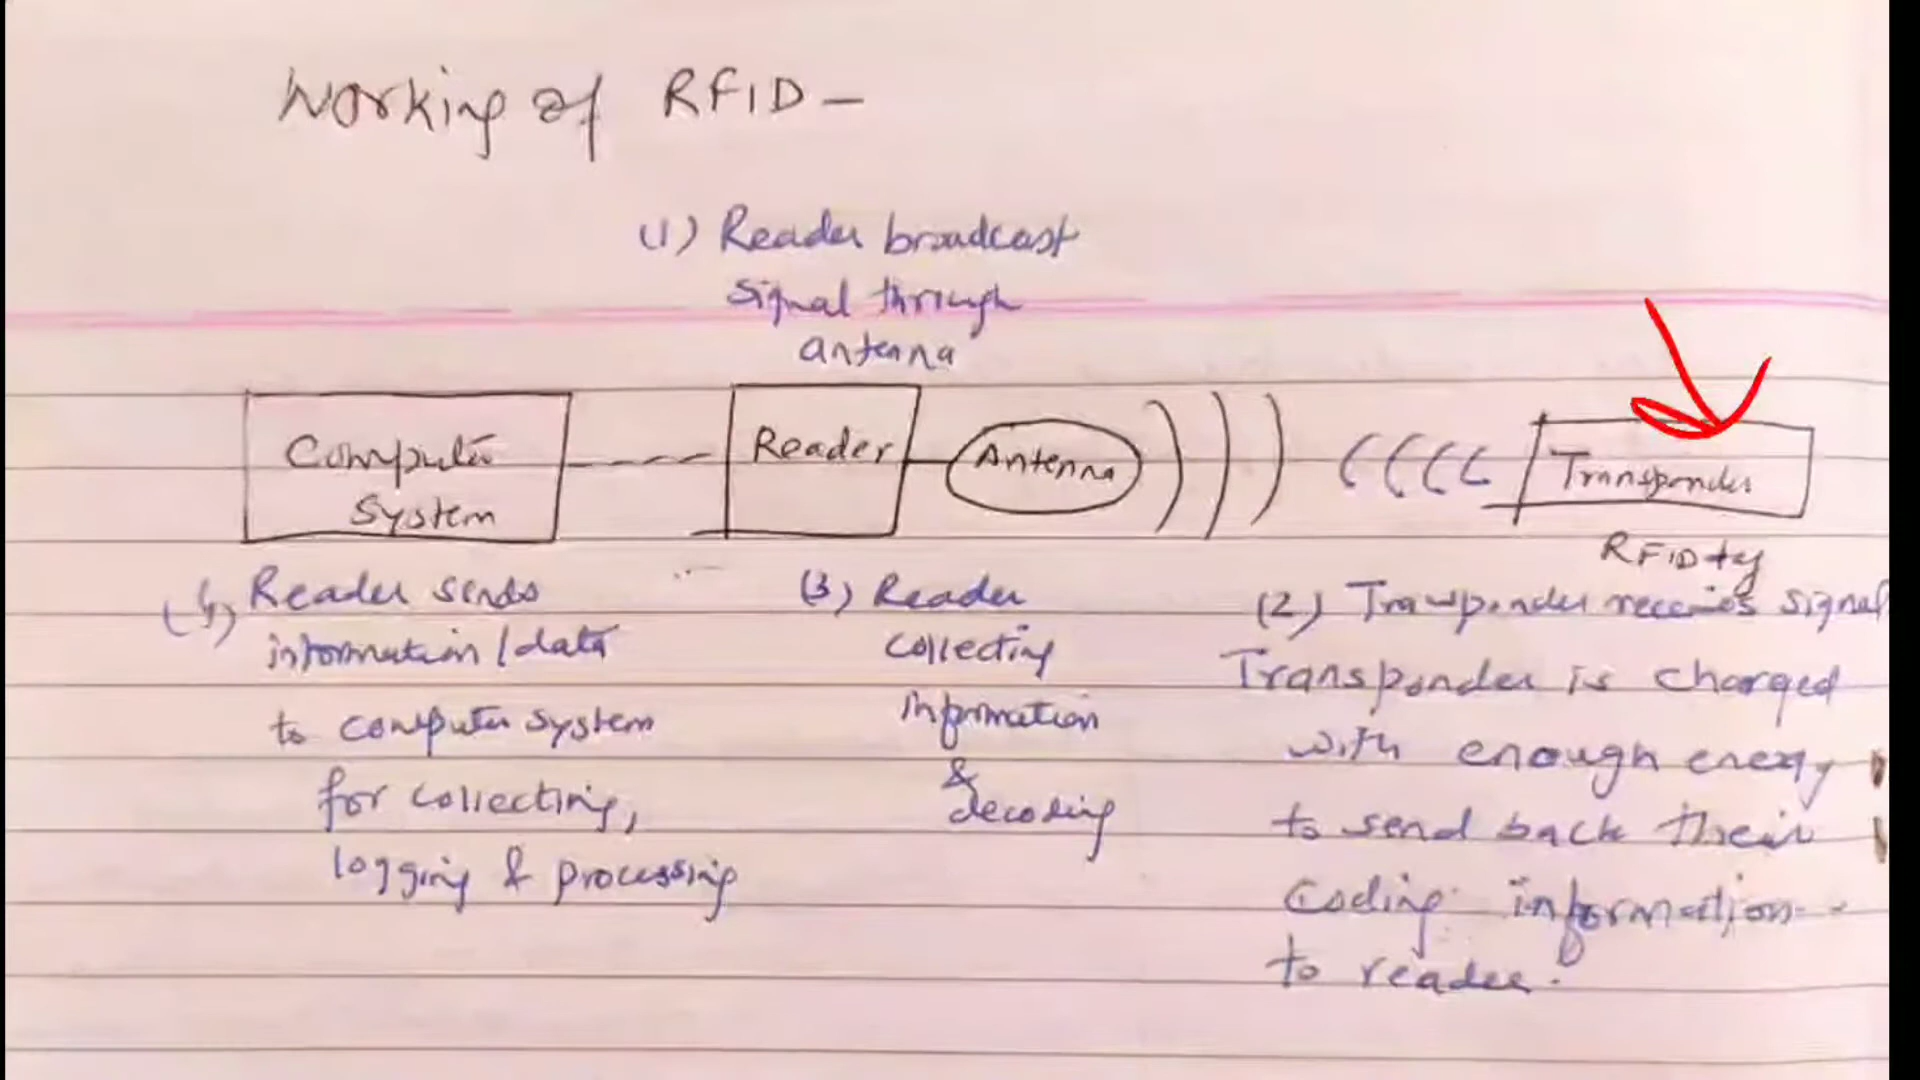 Working of RFID -
(1) Reader broadcast
signal through
antenna
Computer
System
Reader
Antenna
Transponder
RFID tag
(4) Reader sends
information / data
to computer system
for collecting,
logging & processing
(3) Reader
collecting
information
&
decoding
(2) Transponder receives signal
Transponder is charged
with enough energy
to send back their
Coding information
to reader.